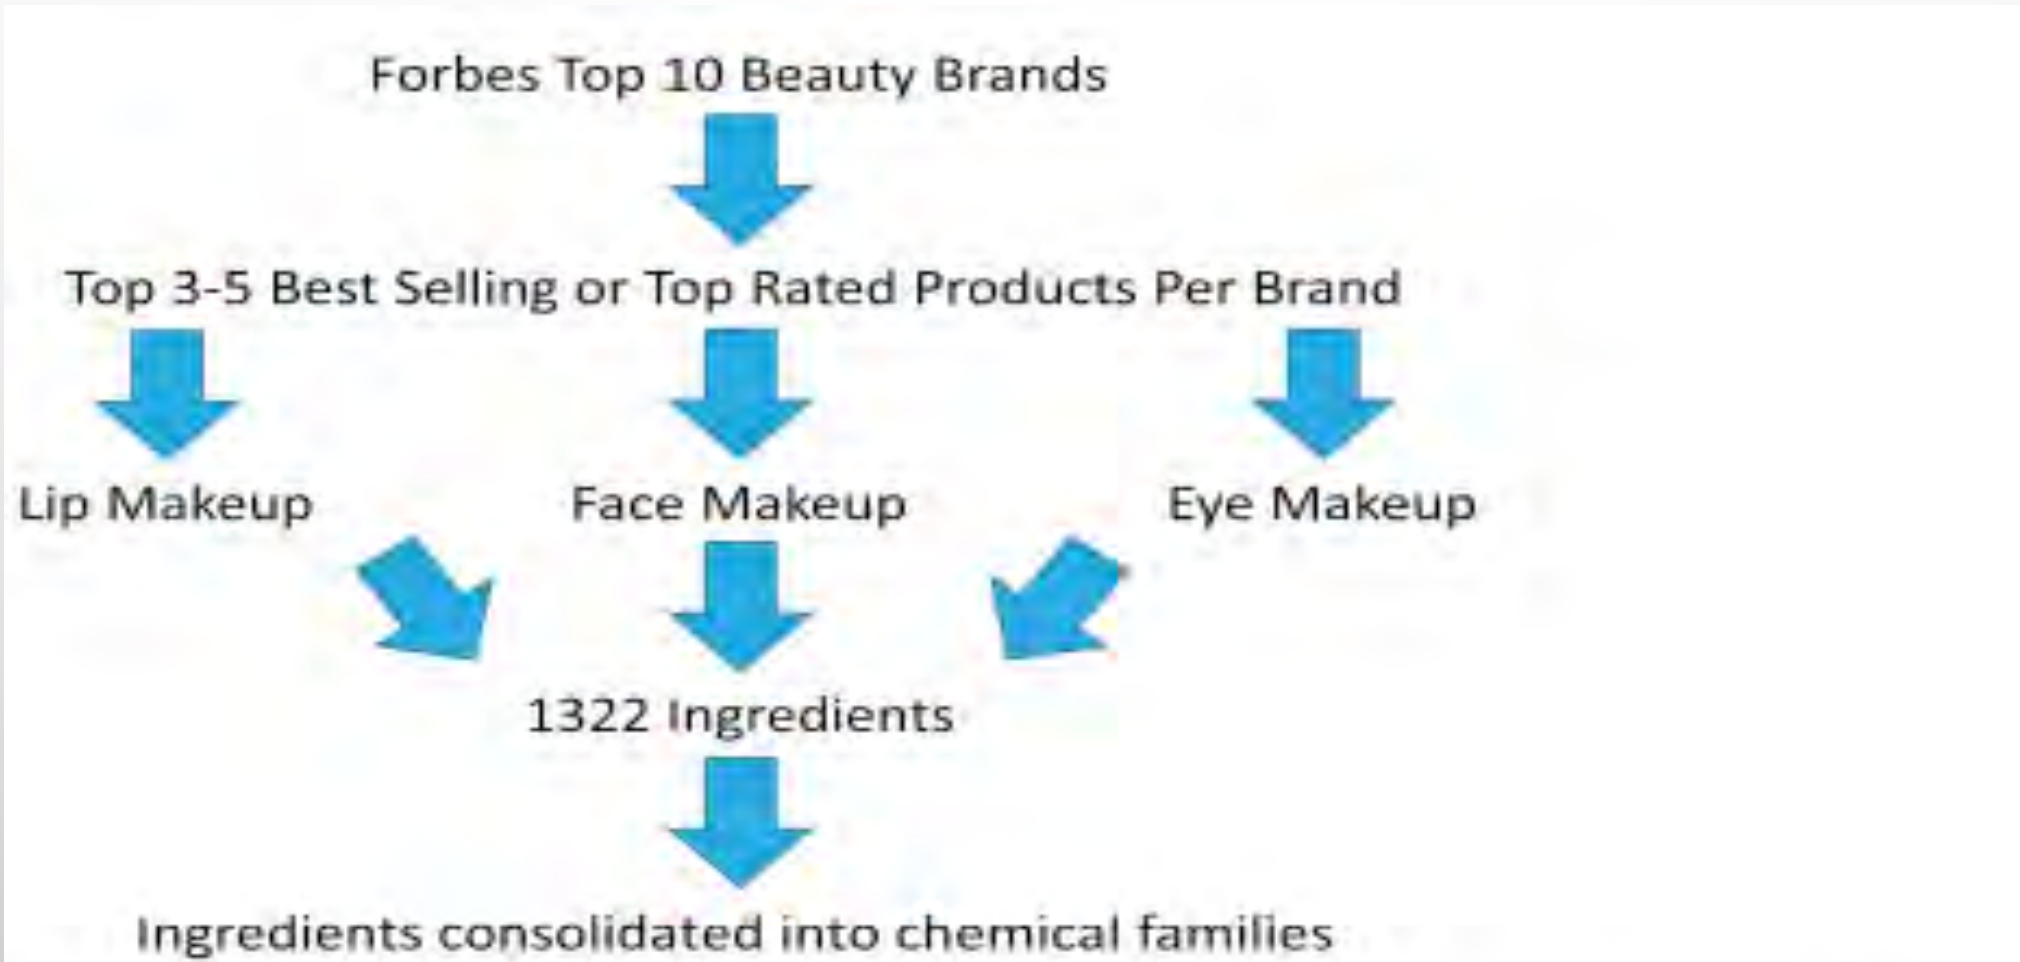 Forbes Top 10 Beauty Brands
Top 3-5 Best Selling or Top Rated Products Per Brand
Lip Makeup
Face Makeup
Eye Makeup
1322 Ingredients
Ingredients consolidated into chemical families